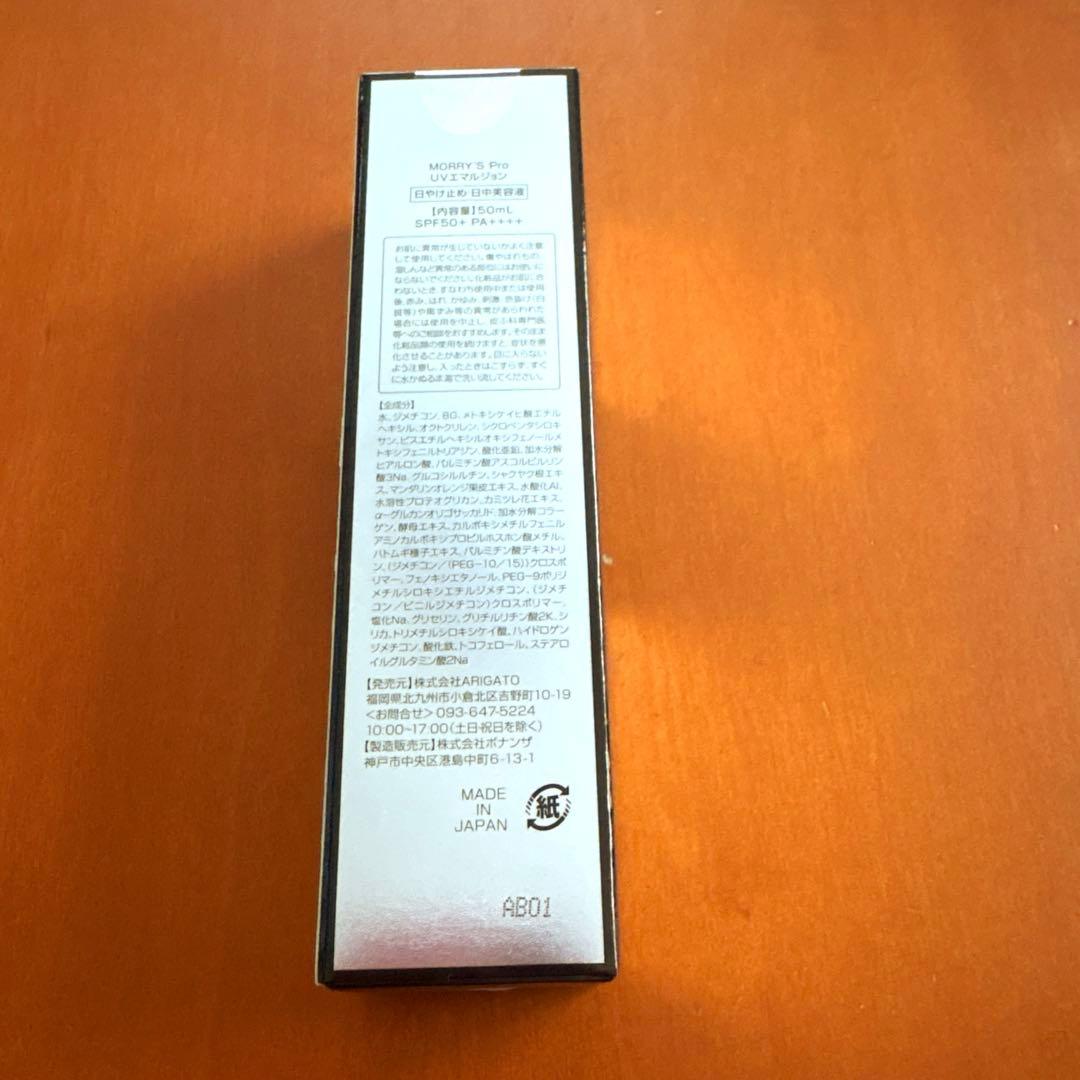 MORRY'S Pro
UVエマルジョン
日やけ止め 日中美容液
【内容量】50mL
SPF50+ PA++++
お肌に異常が生じていないかよく注意
して使用してください。傷やはれもの、
湿しんなど異常のある部位にはお使いに
ならないでください。化粧品がお肌に合
わないとき、すなわち使用中または使用
後、赤み、はれ、かゆみ、刺激、色抜け(白
斑等)や黒ずみ等の異常があらわれた
場合には使用を中止し、皮ふ科専門医
等へのご相談をおすすめします。そのまま
化粧品類の使用を続けますと、症状を悪
化させることがあります。目に入らない
よう注意し、入ったときはこすらず、すぐ
に水かぬるま湯で洗い流してください。
【全成分】
水、ジメチコン、BG、メトキシケイヒ酸エチル
ヘキシル、オクトクリレン、シクロペンタシロキ
サン、ビスエチルヘキシルオキシフェノールメ
トキシフェニルトリアジン、酸化亜鉛、加水分解
ヒアルロン酸、パルミチン酸アスコルビルリン
酸3Na、グルコシルルチン、シャクヤク根エキ
ス、マンダリンオレンジ果皮エキス、水酸化Al、
水溶性プロテオグリカン、カミツレ花エキス、
α-グルカンオリゴサッカリド、加水分解コラー
ゲン、酵母エキス、カルボキシメチルフェニル
アミノカルボキシプロピルホスホン酸メチル、
ハトムギ種子エキス、パルミチン酸デキストリ
ン、(ジメチコン/(PEG-10/15))クロスポ
リマー、フェノキシエタノール、PEG-9ポリジ
メチルシロキシエチルジメチコン、(ジメチ
コン/ビニルジメチコン)クロスポリマー、
塩化Na、グリセリン、グリチルリチン酸2K、シ
リカ、トリメチルシロキシケイ酸、ハイドロゲン
ジメチコン、酸化鉄、トコフェロール、ステアロ
イルグルタミン酸2Na
【発売元】株式会社ARIGATO
福岡県北九州市小倉北区吉野町10-19
<お問合せ>093-647-5224
10:00~17:00(土日・祝日を除く)
【製造販売元】株式会社ボナンザ
神戸市中央区港島中町6-13-1
MADE
IN
JAPAN
紙
AB01